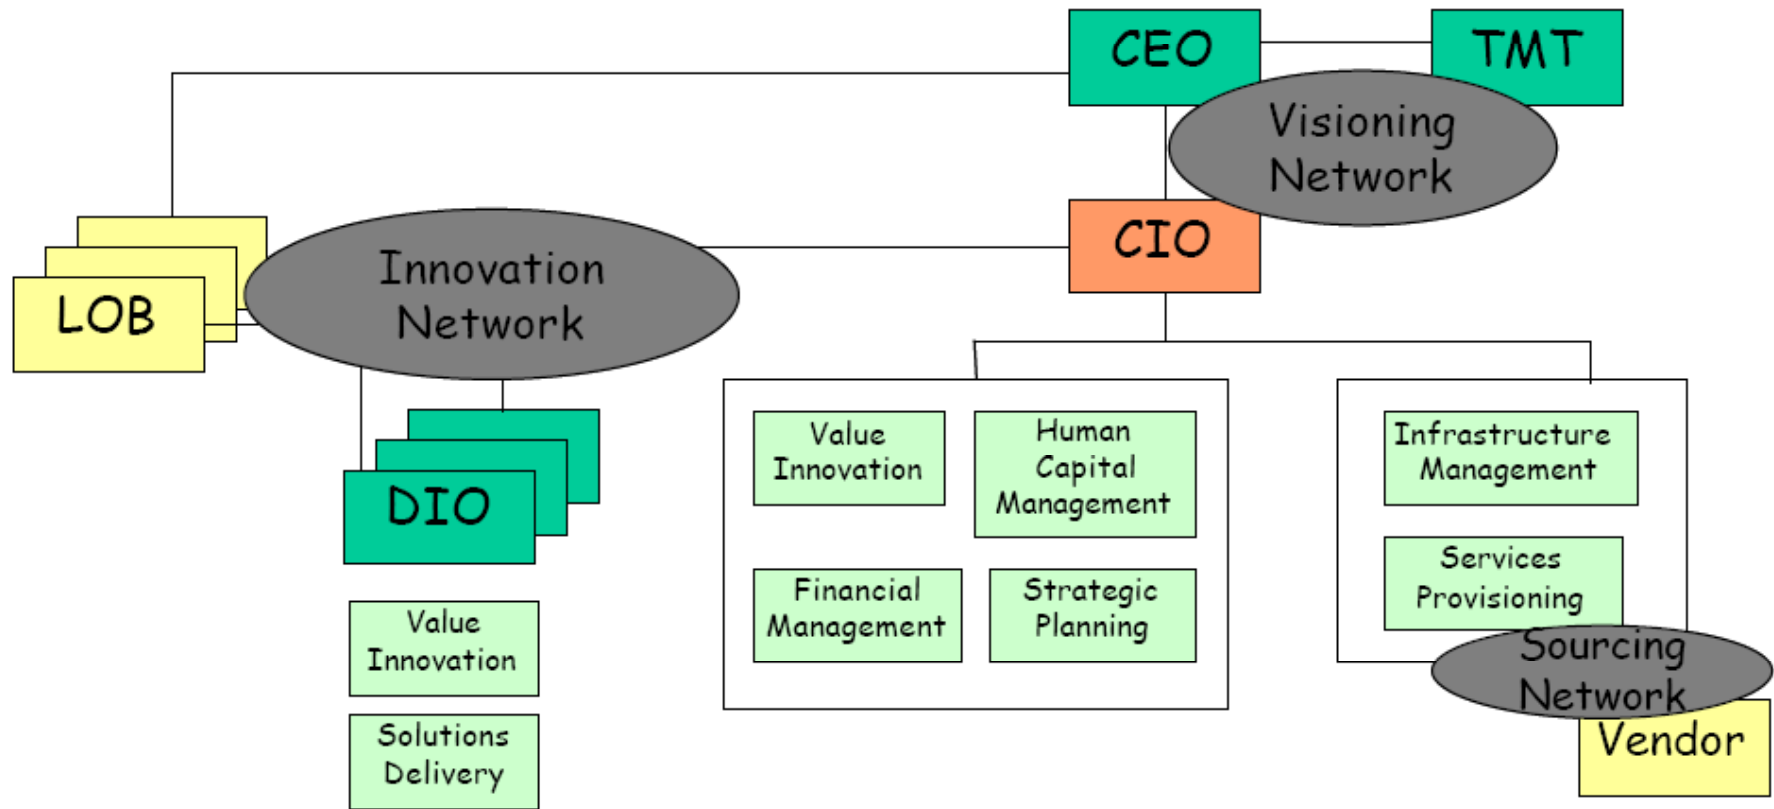 CEO
TMT
Visioning
Network
CIO
Innovation
Network
LOB
DIO
Value
Innovation
Solutions
Delivery
Value
Innovation
Human
Capital
Management
Financial
Management
Strategic
Planning
Infrastructure
Management
Services
Provisioning
Sourcing
Network
Vendor